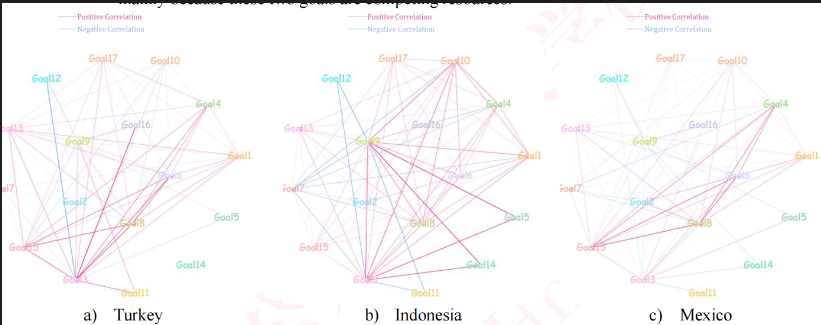 mainly because these two goals are competing resources.
Positive Correlation
Negative Correlation
Goal17
Goal10
Goal12
Goal4
Goal13
Goal16
Goal9
Goal1
Goal7
Goal6
Goal2
Goal8
Goal5
Goal15
Goal3
Goal14
Goal11
a) Turkey
Positive Correlation
Negative Correlation
Goal17
Goal10
Goal12
Goal4
Goal13
Goal16
Goal9
Goal1
Goal7
Goal6
Goal2
Goal8
Goal5
Goal15
Goal3
Goal14
Goal11
b) Indonesia
Positive Correlation
Negative Correlation
Goal17
Goal10
Goal12
Goal4
Goal13
Goal16
Goal9
Goal1
Goal7
Goal6
Goal2
Goal8
Goal5
Goal15
Goal3
Goal14
Goal11
c) Mexico